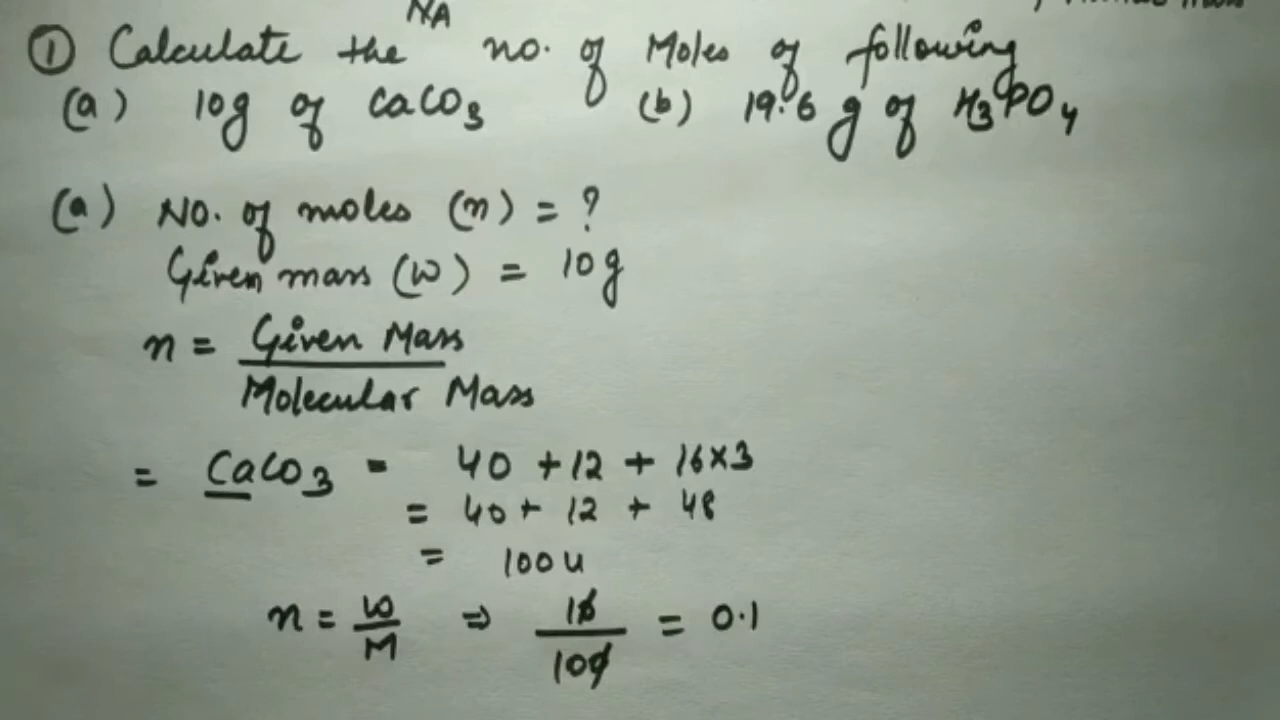 NA
① Calculate the no. of Moles of following
(a) 10g of CaCO3 (b) 19.6 g of H3PO4
(a) No. of moles (n) = ?
Given mass (w) = 10g
n = Given Mass
Molecular Mass
= CaCO3 - 40 + 12 + 16×3
= 40 + 12 + 48
= 100u
n = w/M ⇒ 10/100 = 0.1